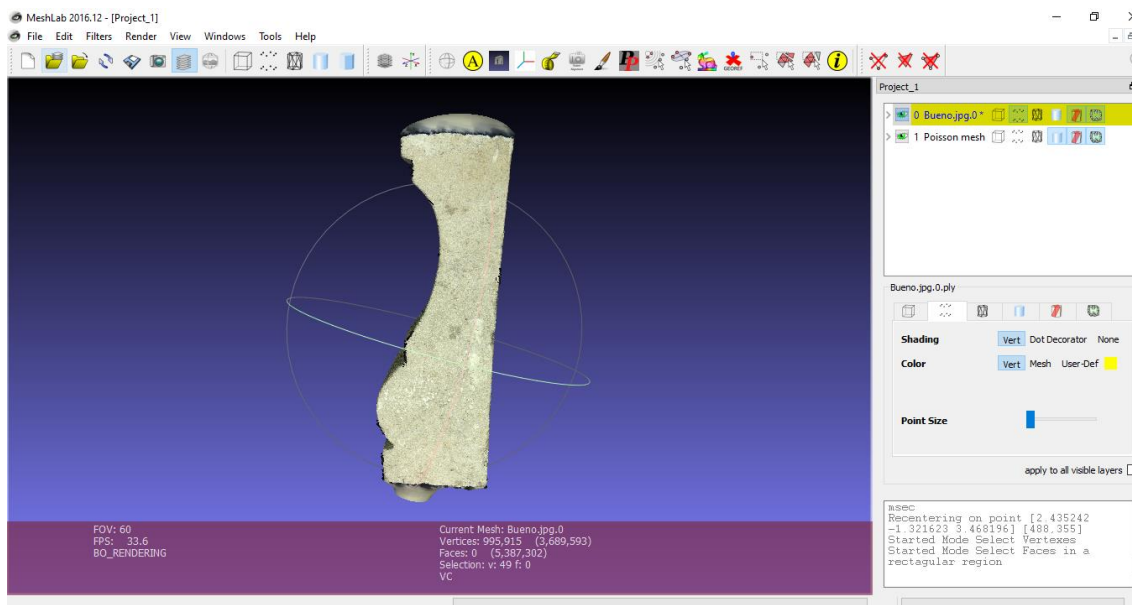 MeshLab 2016.12 - [Project_1]
File Edit Filters Render View Windows Tools Help
A
PP
GEOREF
i
Project_1
0 Bueno.jpg.0 *
1 Poisson mesh
Bueno.jpg.0.ply
Shading Vert Dot Decorator None
Color Vert Mesh User-Def
Point Size
apply to all visible layers
msec
Recentering on point [2.435242
-1.321623 3.468196] [488,355]
Started Mode Select Vertexes
Started Mode Select Faces in a
rectagular region
FOV: 60
FPS: 33.6
BO_RENDERING
Current Mesh: Bueno.jpg.0
Vertices: 995,915 (3,689,593)
Faces: 0 (5,387,302)
Selection: v: 49 f: 0
VC